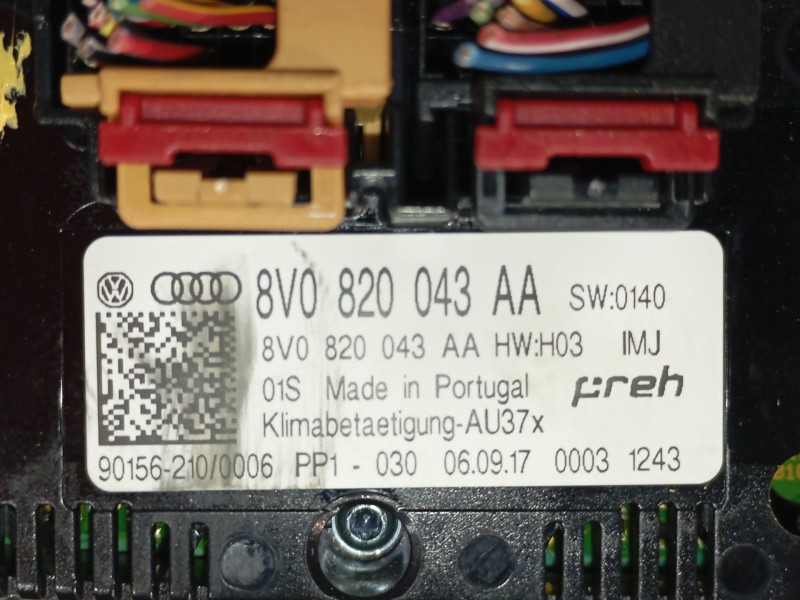 8V0 820 043 AA SW:0140
8V0 820 043 AA HW:H03 IMJ
01S Made in Portugal preh
Klimabetaetigung-AU37x
90156-210/0006 PP1 - 030 06.09.17 0003 1243